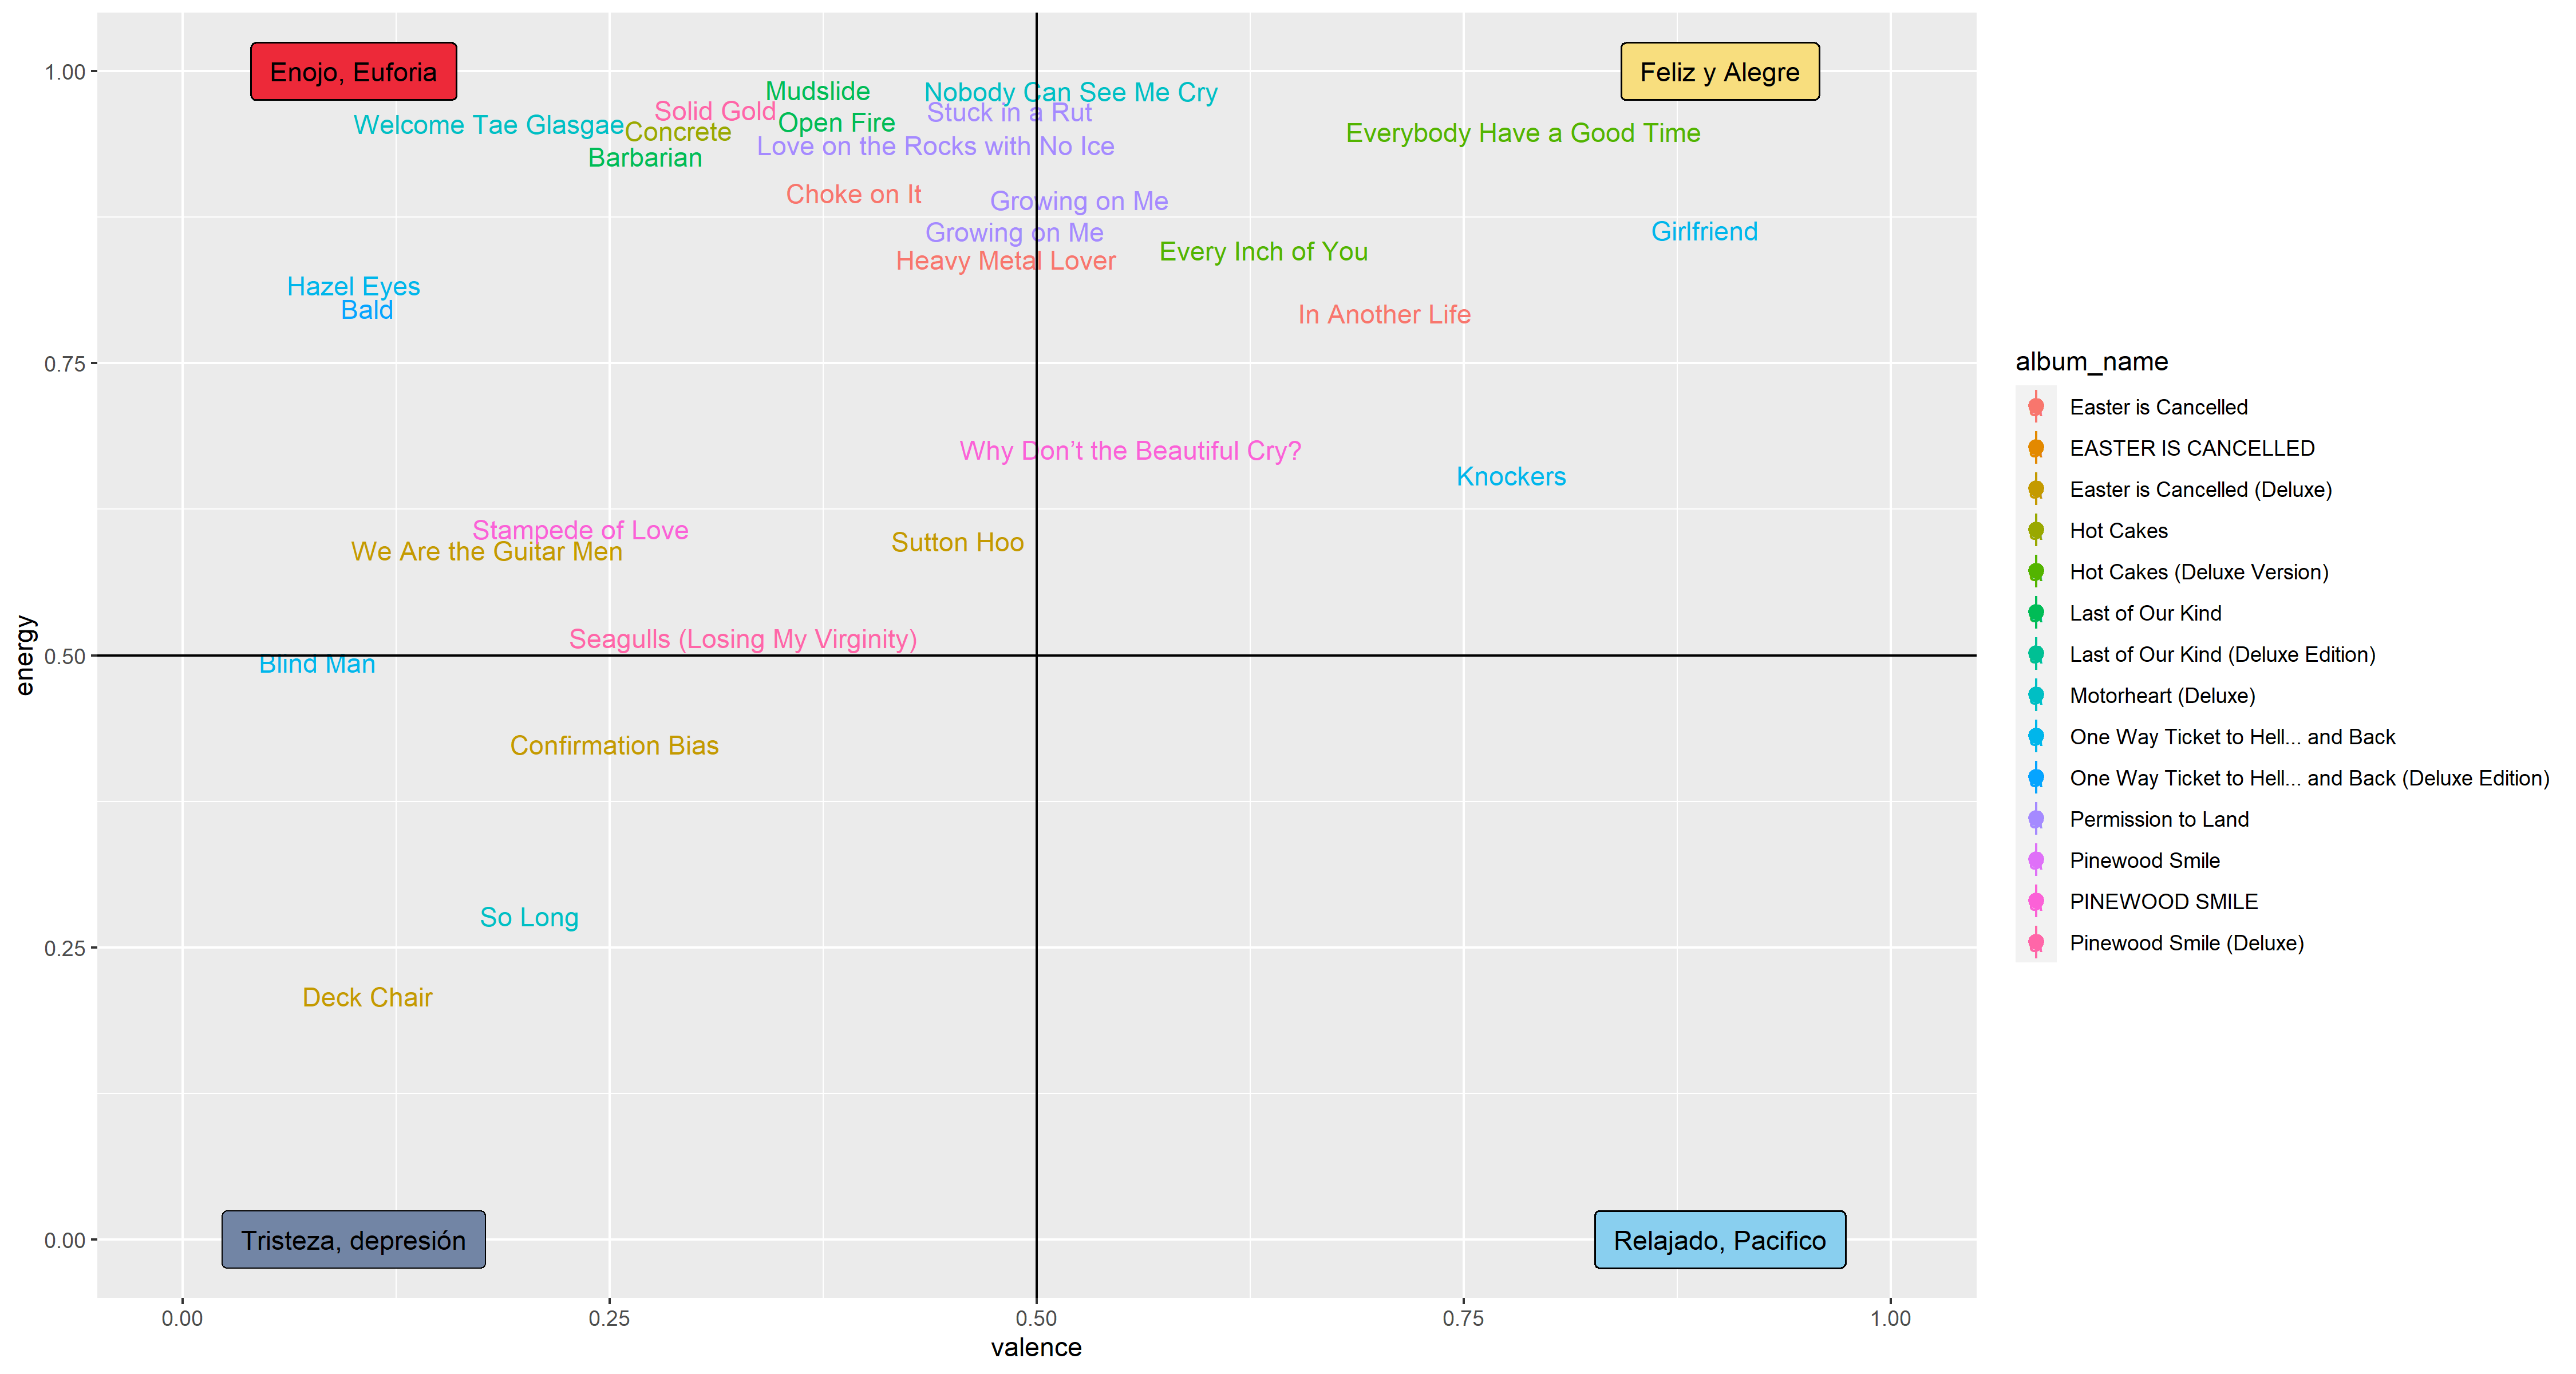 Enojo, Euforia
Feliz y Alegre
Mudslide
Nobody Can See Me Cry
Solid Gold
Stuck in a Rut
Welcome Tae Glasgae
Open Fire
Concrete
Everybody Have a Good Time
Love on the Rocks with No Ice
Barbarian
Choke on It
Growing on Me
Growing on Me
Girlfriend
Every Inch of You
Heavy Metal Lover
Hazel Eyes
Bald
In Another Life
Why Don’t the Beautiful Cry?
Knockers
Stampede of Love
Sutton Hoo
We Are the Guitar Men
Seagulls (Losing My Virginity)
Blind Man
Confirmation Bias
So Long
Deck Chair
Tristeza, depresión
Relajado, Pacifico
1.00
0.75
0.50
0.25
0.00
energy
0.00
0.25
0.50
0.75
1.00
valence
album_name
Easter is Cancelled
EASTER IS CANCELLED
Easter is Cancelled (Deluxe)
Hot Cakes
Hot Cakes (Deluxe Version)
Last of Our Kind
Last of Our Kind (Deluxe Edition)
Motorheart (Deluxe)
One Way Ticket to Hell... and Back
One Way Ticket to Hell... and Back (Deluxe Edition)
Permission to Land
Pinewood Smile
PINEWOOD SMILE
Pinewood Smile (Deluxe)